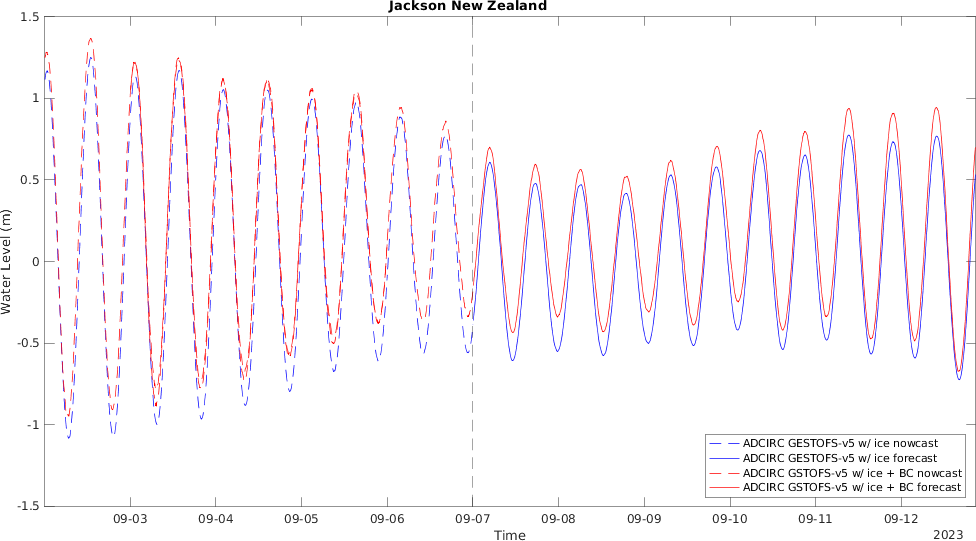 Jackson New Zealand
1.5
1
0.5
0
-0.5
-1
-1.5
Water Level (m)
09-03 09-04 09-05 09-06 09-07 09-08 09-09 09-10 09-11 09-12
Time
2023
ADCIRC GESTOFS-v5 w/ ice nowcast
ADCIRC GESTOFS-v5 w/ ice forecast
ADCIRC GSTOFS-v5 w/ ice + BC nowcast
ADCIRC GSTOFS-v5 w/ ice + BC forecast